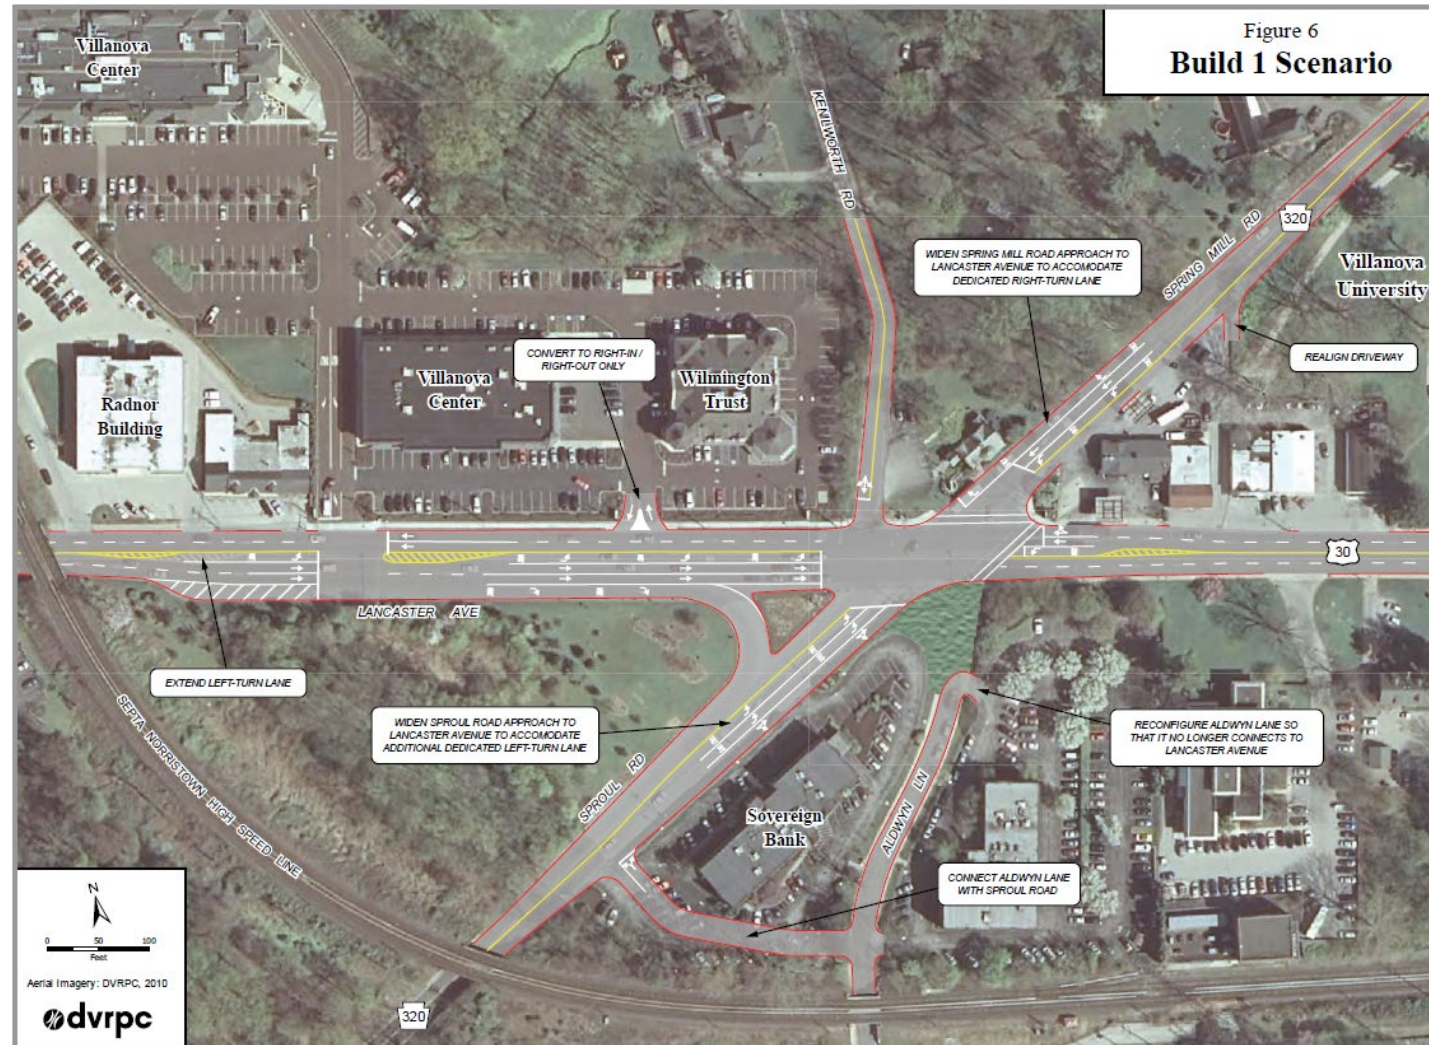 Figure 6
Build 1 Scenario
Villanova
Center
KENILWORTH RD
320
SPRING MILL RD
Villanova
University
WIDEN SPRING MILL ROAD APPROACH TO
LANCASTER AVENUE TO ACCOMODATE
DEDICATED RIGHT-TURN LANE
REALIGN DRIVEWAY
CONVERT TO RIGHT-IN /
RIGHT-OUT ONLY
Radnor
Building
Villanova
Center
Wilmington
Trust
30
LANCASTER AVE
EXTEND LEFT-TURN LANE
WIDEN SPROUL ROAD APPROACH TO
LANCASTER AVENUE TO ACCOMODATE
ADDITIONAL DEDICATED LEFT-TURN LANE
RECONFIGURE ALDWYN LANE SO
THAT IT NO LONGER CONNECTS TO
LANCASTER AVENUE
SEPTA NORRISTOWN HIGH SPEED LINE
SPROUL RD
Sovereign
Bank
ALDWYN LN
CONNECT ALDWYN LANE
WITH SPROUL ROAD
N
0 50 100
Feet
Aerial Imagery: DVRPC, 2010
dvrpc
320